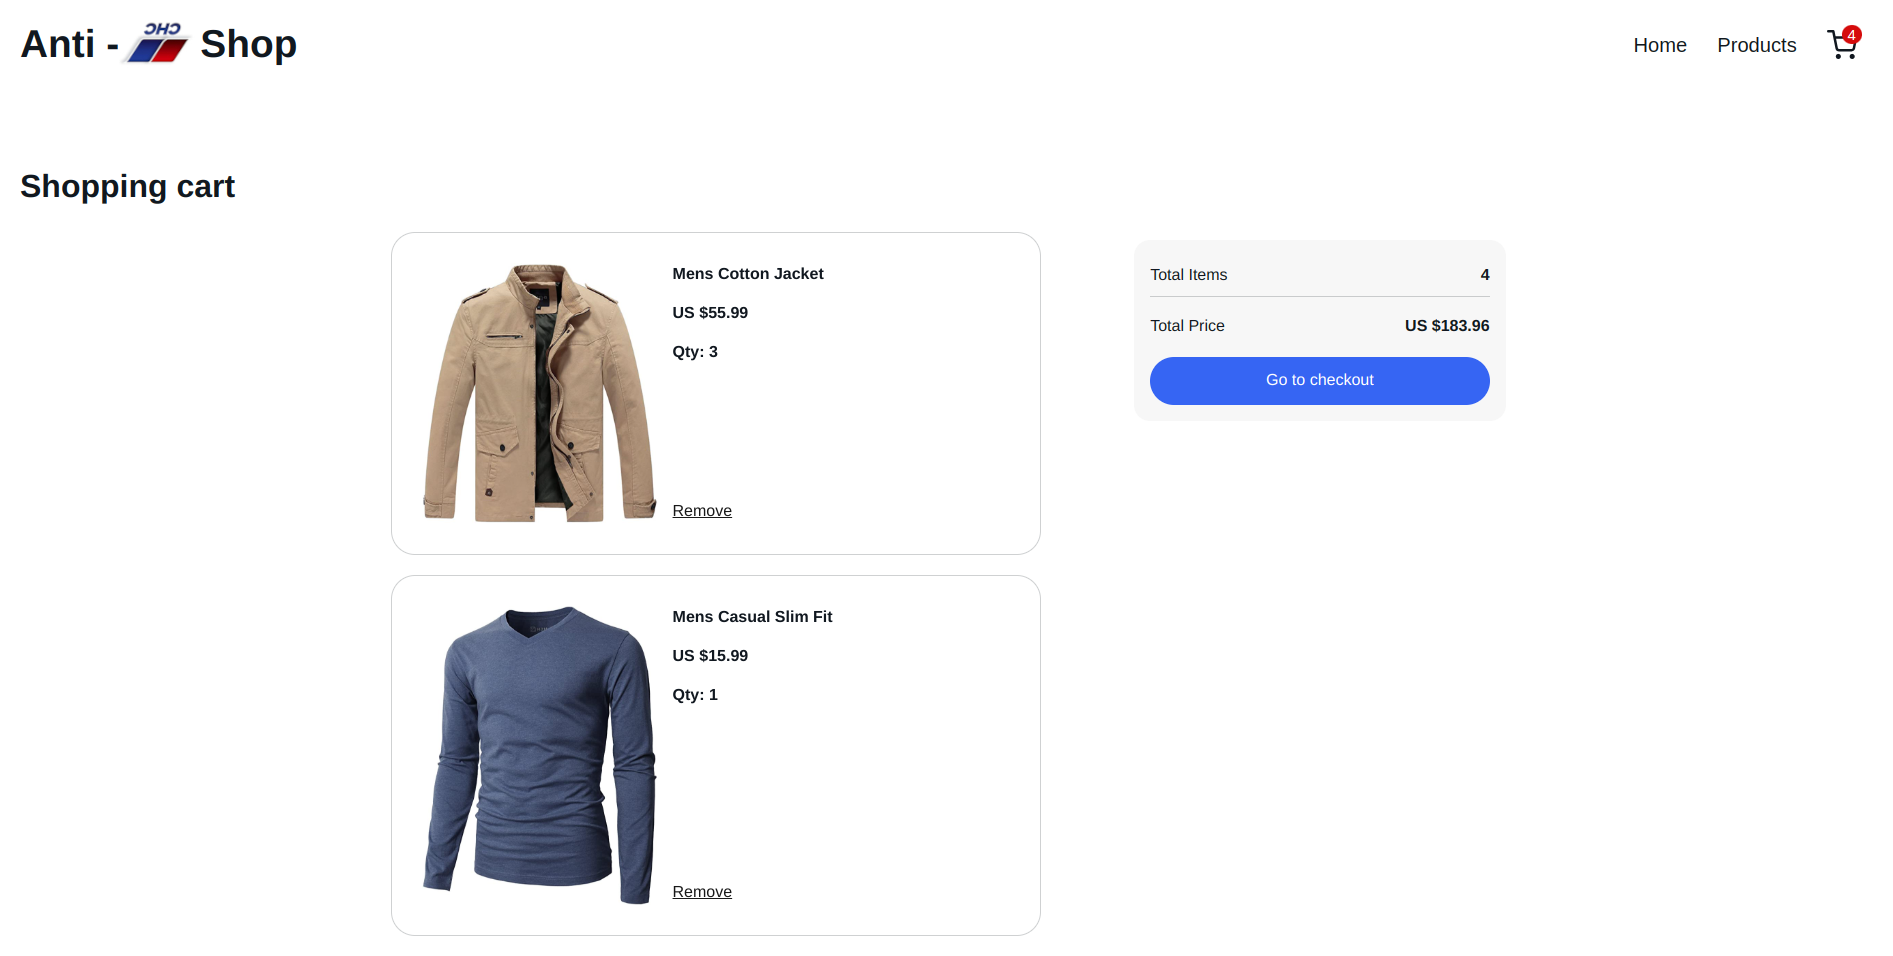 Anti - CHC Shop
Home
Products
4
Shopping cart
Mens Cotton Jacket
US $55.99
Qty: 3
Remove
Total Items 4
Total Price US $183.96
Go to checkout
Mens Casual Slim Fit
US $15.99
Qty: 1
Remove